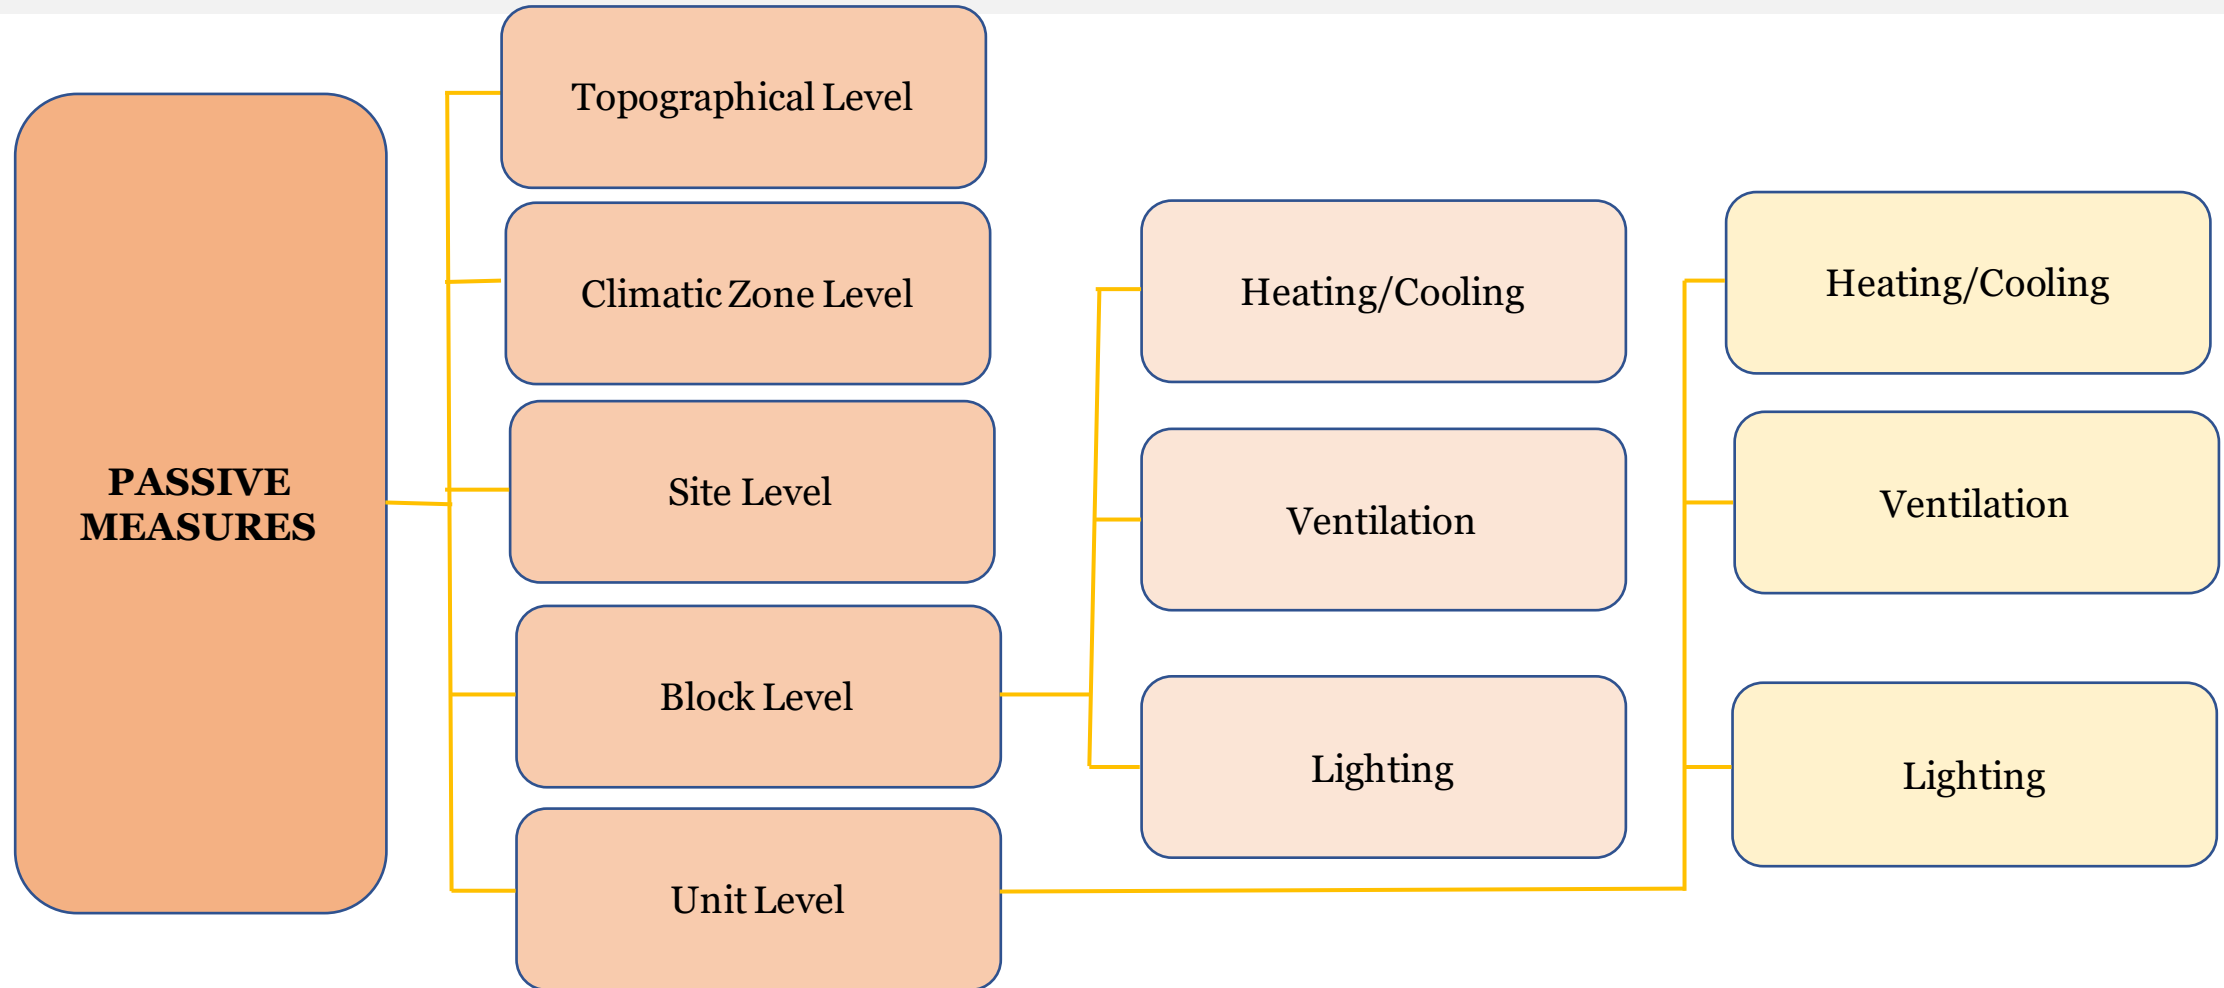 PASSIVE
MEASURES
Topographical Level
Climatic Zone Level
Site Level
Block Level
Unit Level
Heating/Cooling
Ventilation
Lighting
Heating/Cooling
Ventilation
Lighting